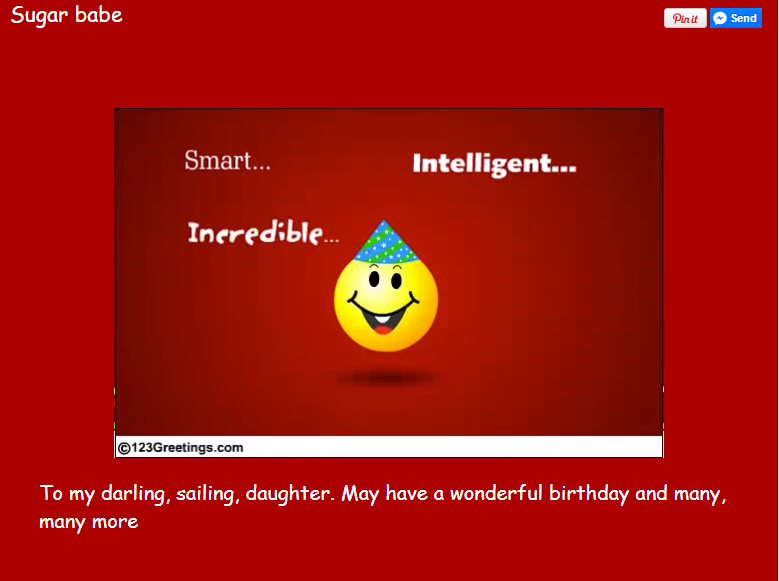 Sugar babe
Pin it
Send
Smart...
Intelligent...
Incredible...
©123Greetings.com
To my darling, sailing, daughter. May have a wonderful birthday and many,
many more